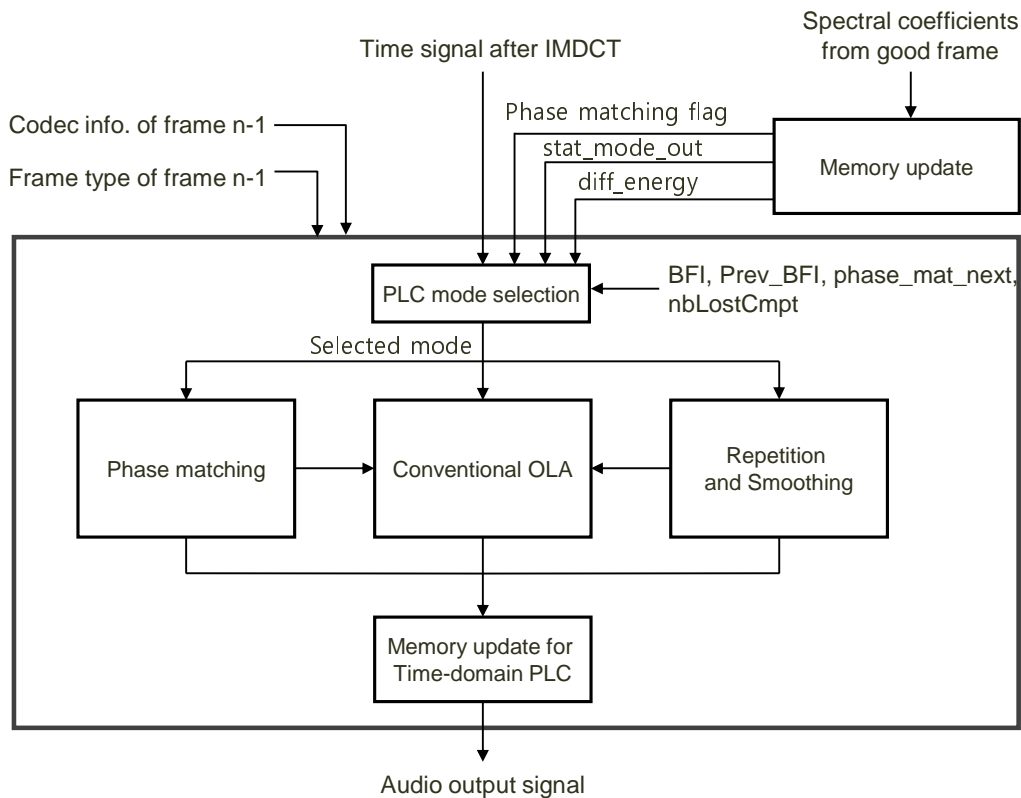 Spectral coefficients
from good frame
Time signal after IMDCT
Codec info. of frame n-1
Frame type of frame n-1
Phase matching flag
stat_mode_out
diff_energy
Memory update
PLC mode selection
BFI, Prev_BFI, phase_mat_next,
nbLostCmpt
Selected mode
Phase matching
Conventional OLA
Repetition
and Smoothing
Memory update for
Time-domain PLC
Audio output signal